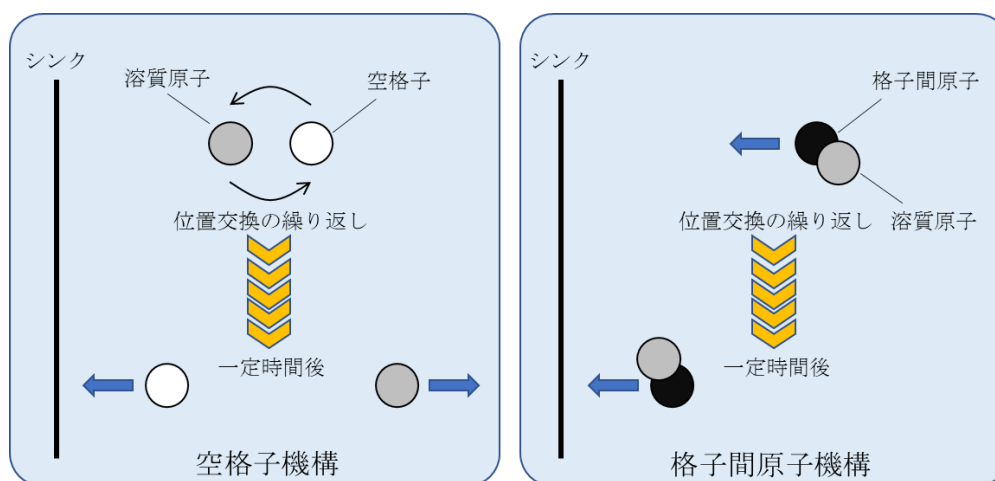 シンク
溶質原子
空格子
位置交換の繰り返し
一定時間後
空格子機構
シンク
格子間原子
溶質原子
位置交換の繰り返し
一定時間後
格子間原子機構